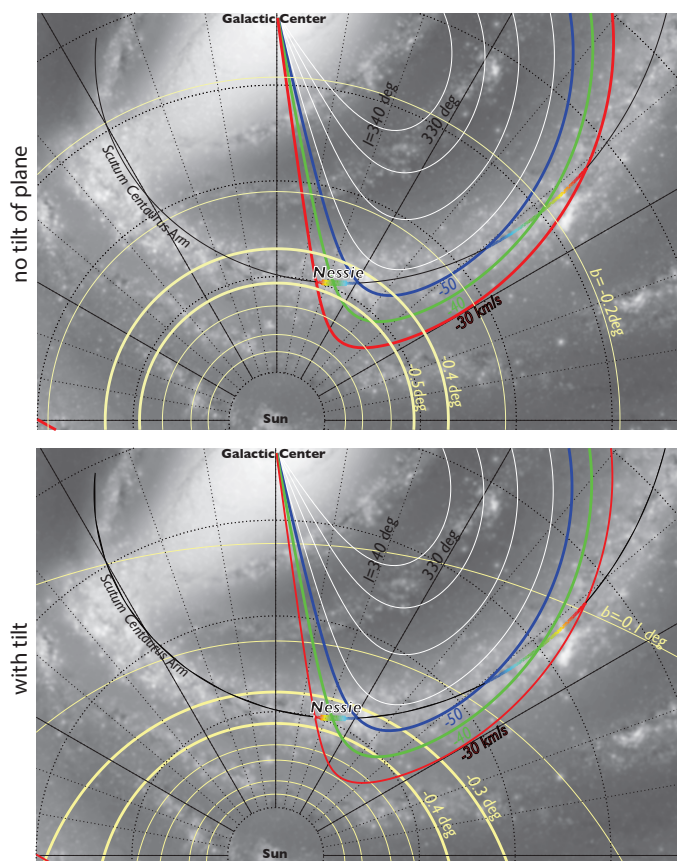 no tilt of plane
Galactic Center
l=340 deg
330 deg
Scutum Centaurus Arm
Nessie
-50
-30 km/s
b= -0.2deg
-0.4 deg
-0.5deg
Sun
with tilt
Galactic Center
l=340 deg
330 deg
Scutum Centaurus Arm
b=-0.1 deg
Nessie
-50
-30 km/s
-0.3 deg
-0.4 deg
Sun